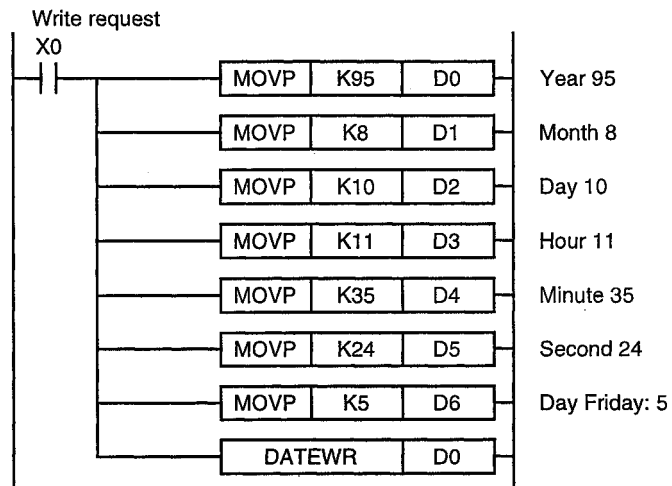 Write request
X0
MOVP K95 D0 Year 95
MOVP K8 D1 Month 8
MOVP K10 D2 Day 10
MOVP K11 D3 Hour 11
MOVP K35 D4 Minute 35
MOVP K24 D5 Second 24
MOVP K5 D6 Day Friday: 5
DATEWR D0